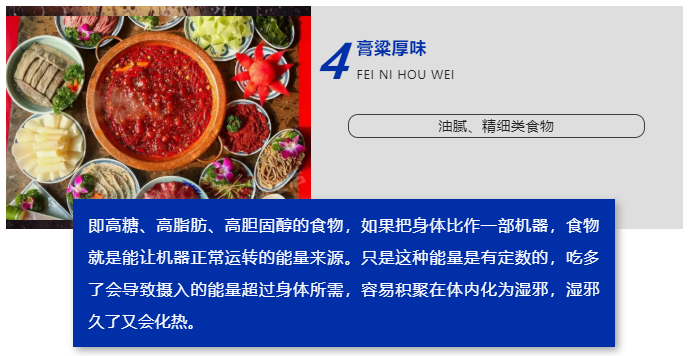 4
膏粱厚味
FEI NI HOU WEI
油腻、精细类食物
即高糖、高脂肪、高胆固醇的食物，如果把身体比作一部机器，食物
就是能让机器正常运转的能量来源。只是这种能量是有定数的，吃多
了会导致摄入的能量超过身体所需，容易积聚在体内化为湿邪，湿邪
久了又会化热。